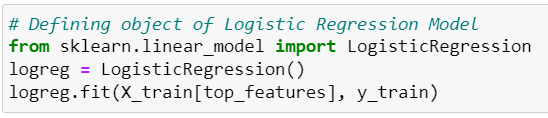 # Defining object of Logistic Regression Model
from sklearn.linear_model import LogisticRegression
logreg = LogisticRegression()
logreg.fit(X_train[top_features], y_train)